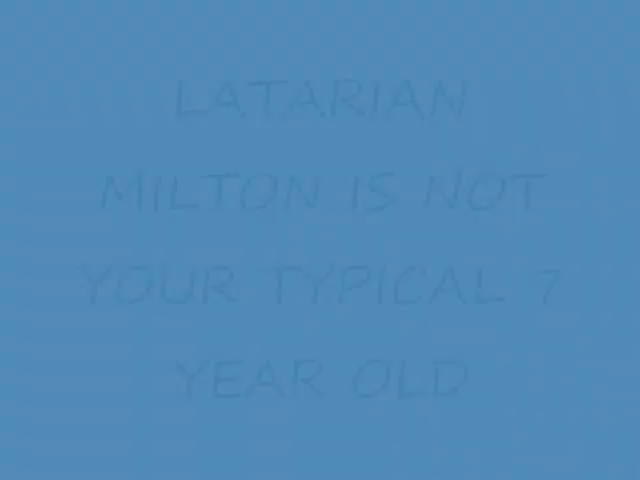 LATARIAN
MILTON IS NOT
YOUR TYPICAL 7
YEAR OLD